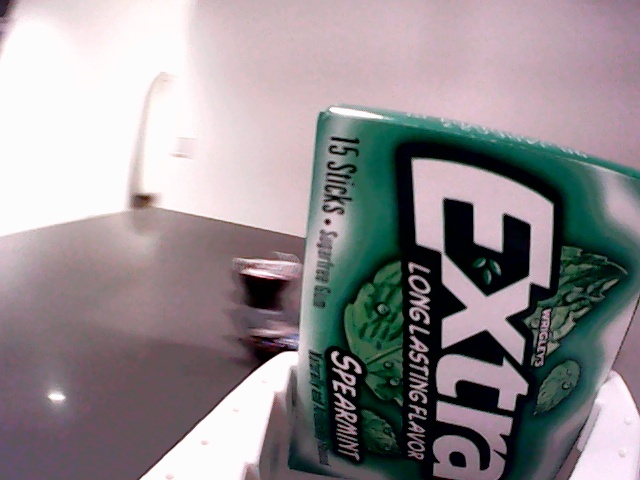 15 Sticks • Sugarfree Gum
Extra
WRIGLEY'S
LONG LASTING FLAVOR
SPEARMINT